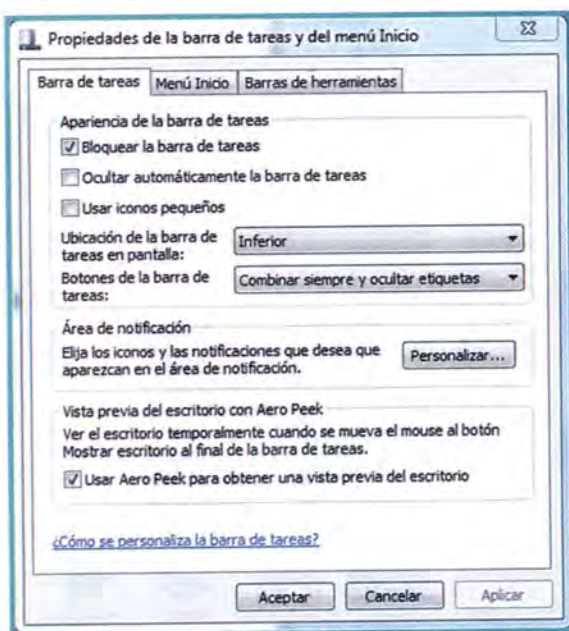 Propiedades de la barra de tareas y del menú Inicio
Barra de tareas
Menú Inicio
Barras de herramientas
Apariencia de la barra de tareas
Bloquear la barra de tareas
Ocultar automáticamente la barra de tareas
Usar iconos pequeños
Ubicación de la barra de
tareas en pantalla:
Inferior
Botones de la barra de
tareas:
Combinar siempre y ocultar etiquetas
Área de notificación
Elija los iconos y las notificaciones que desea que
aparezcan en el área de notificación.
Personalizar...
Vista previa del escritorio con Aero Peek
Ver el escritorio temporalmente cuando se mueva el mouse al botón
Mostrar escritorio al final de la barra de tareas.
Usar Aero Peek para obtener una vista previa del escritorio
¿Cómo se personaliza la barra de tareas?
Aceptar
Cancelar
Aplicar